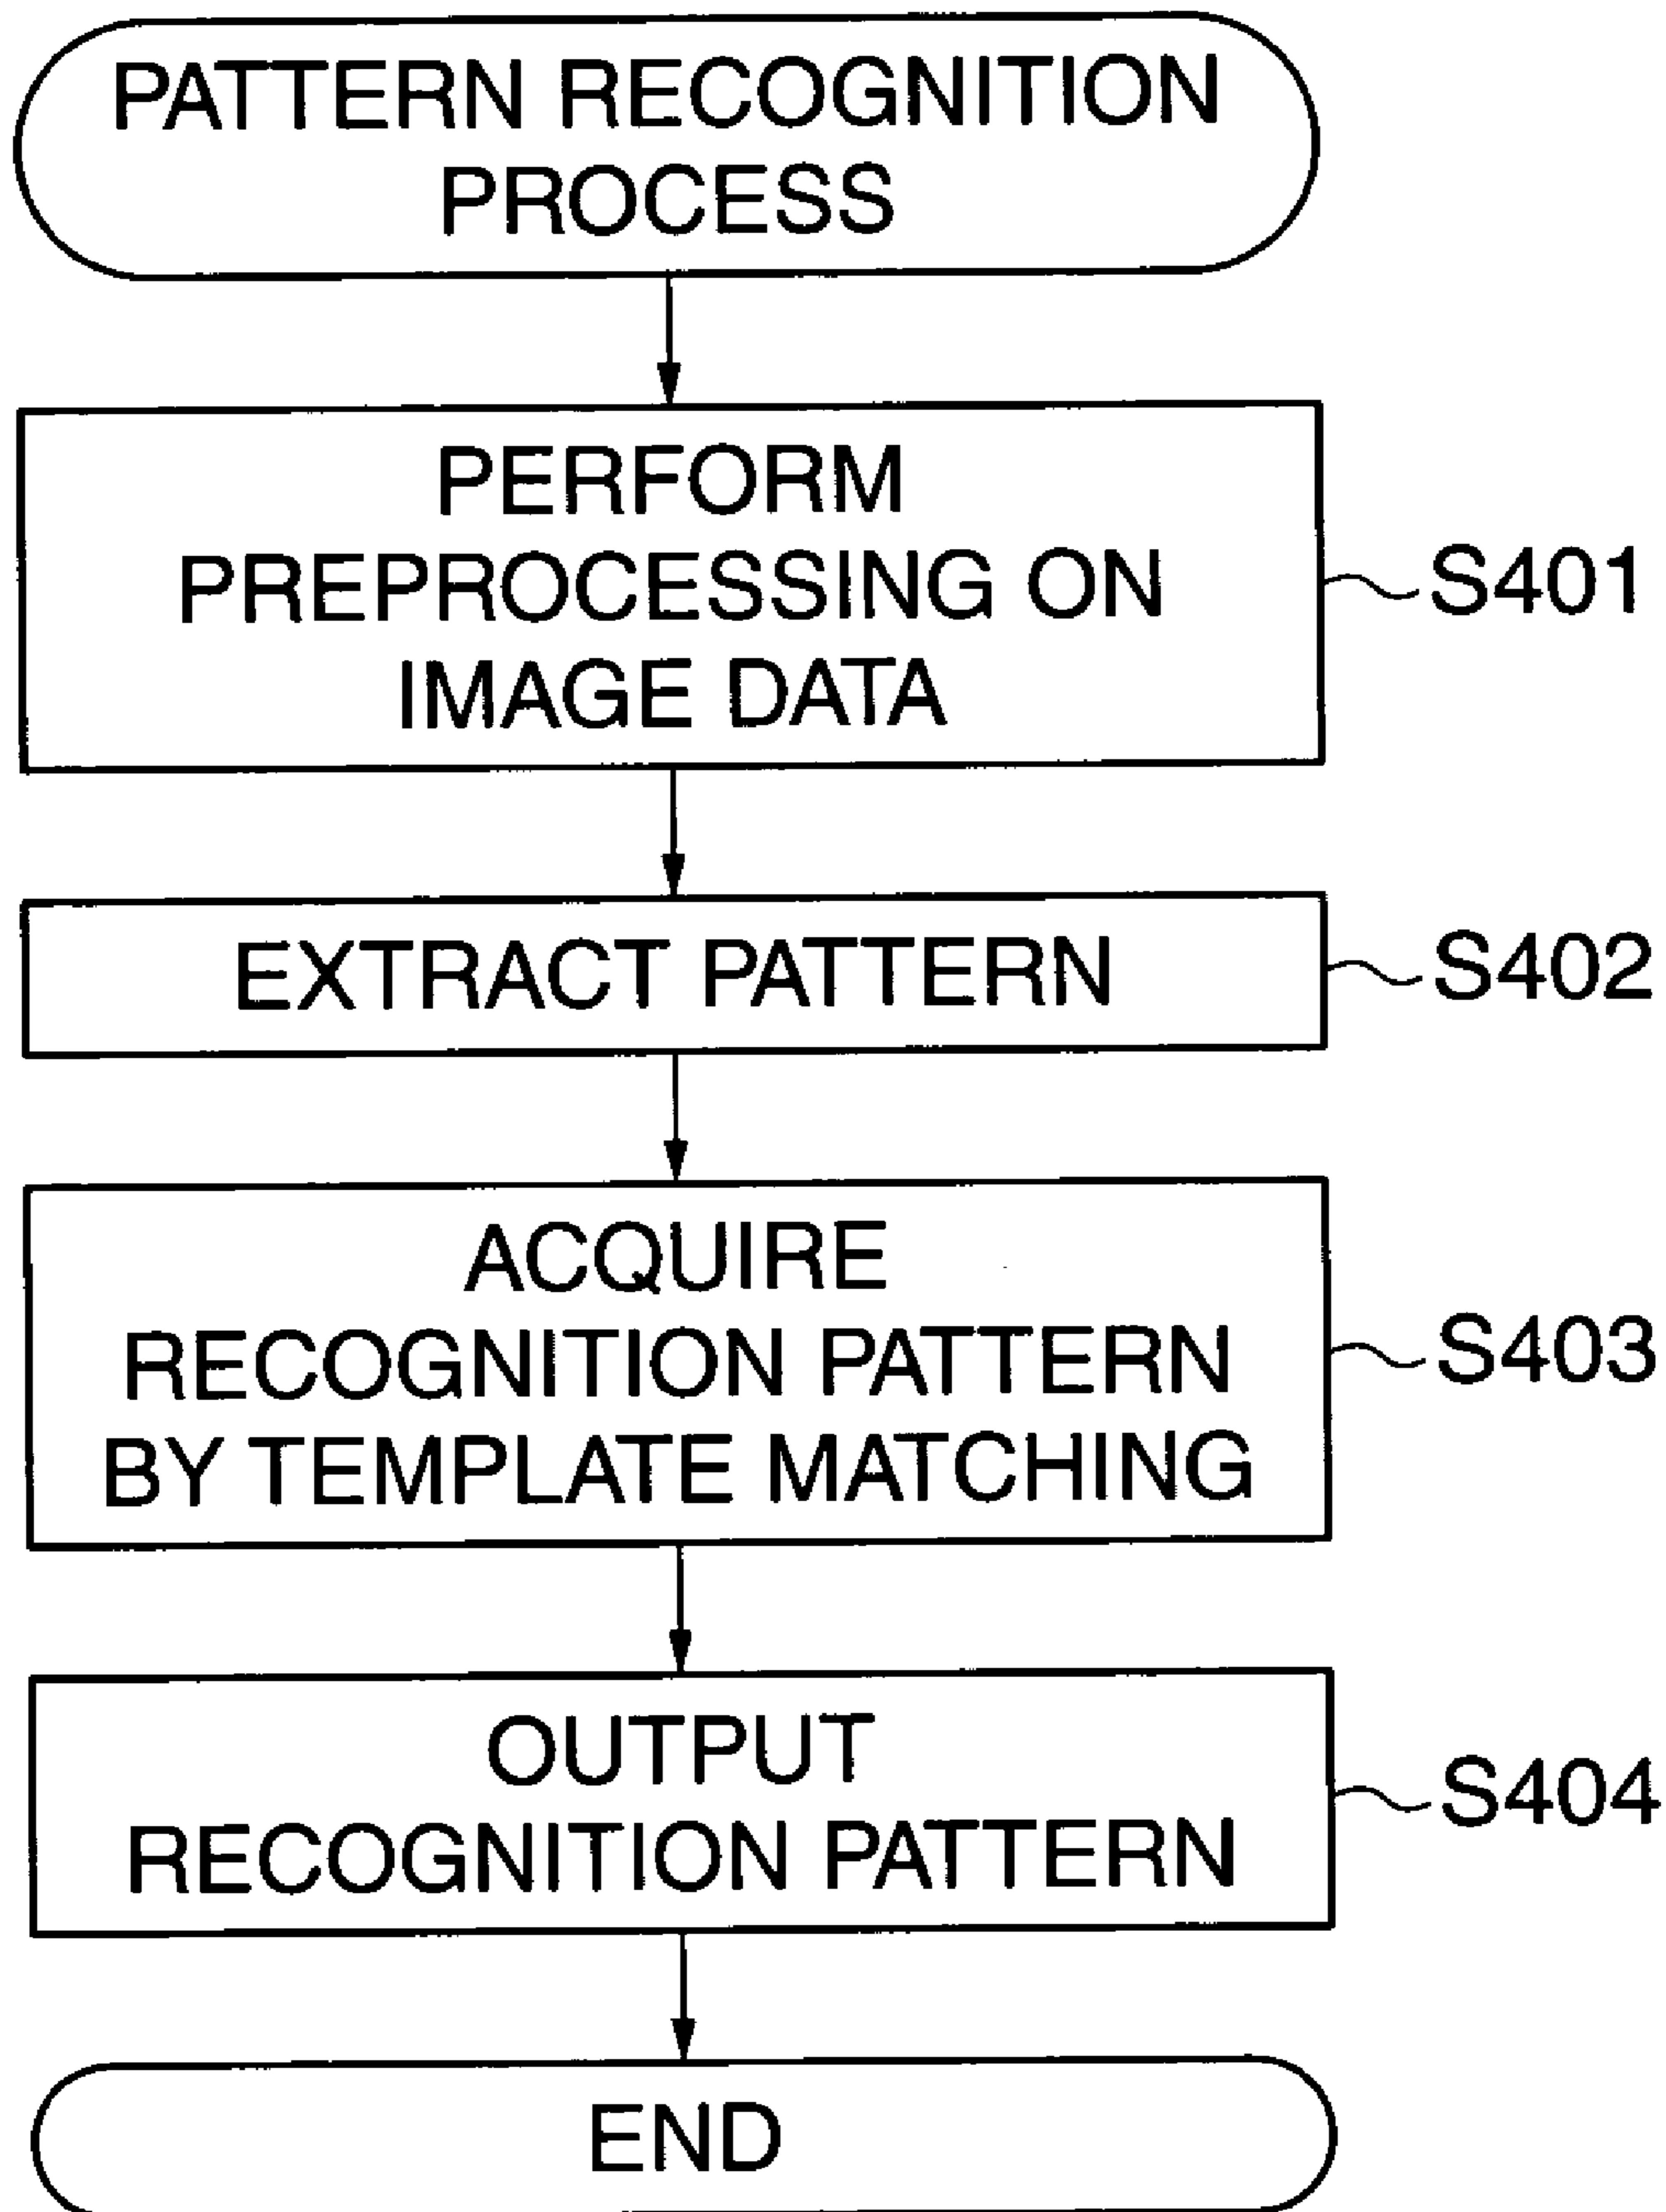 PATTERN RECOGNITION
PROCESS
PERFORM
PREPROCESSING ON
IMAGE DATA
S401
EXTRACT PATTERN
S402
ACQUIRE
RECOGNITION PATTERN
BY TEMPLATE MATCHING
S403
OUTPUT
RECOGNITION PATTERN
S404
END